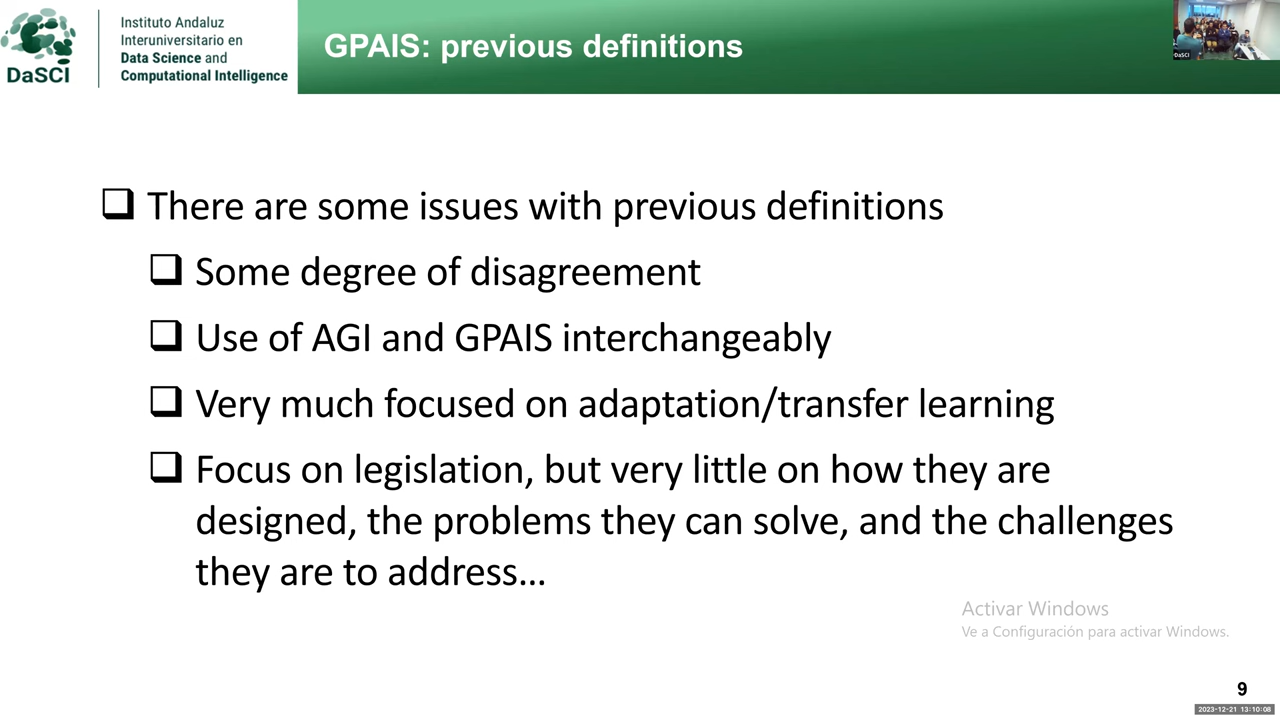 DaSCI
Instituto Andaluz
Interuniversitario en
Data Science and
Computational Intelligence
GPAIS: previous definitions
DaSCI
There are some issues with previous definitions
Some degree of disagreement
Use of AGI and GPAIS interchangeably
Very much focused on adaptation/transfer learning
Focus on legislation, but very little on how they are
designed, the problems they can solve, and the challenges
they are to address…
Activar Windows
Ve a Configuración para activar Windows.
9
2023-12-21 13:10:08